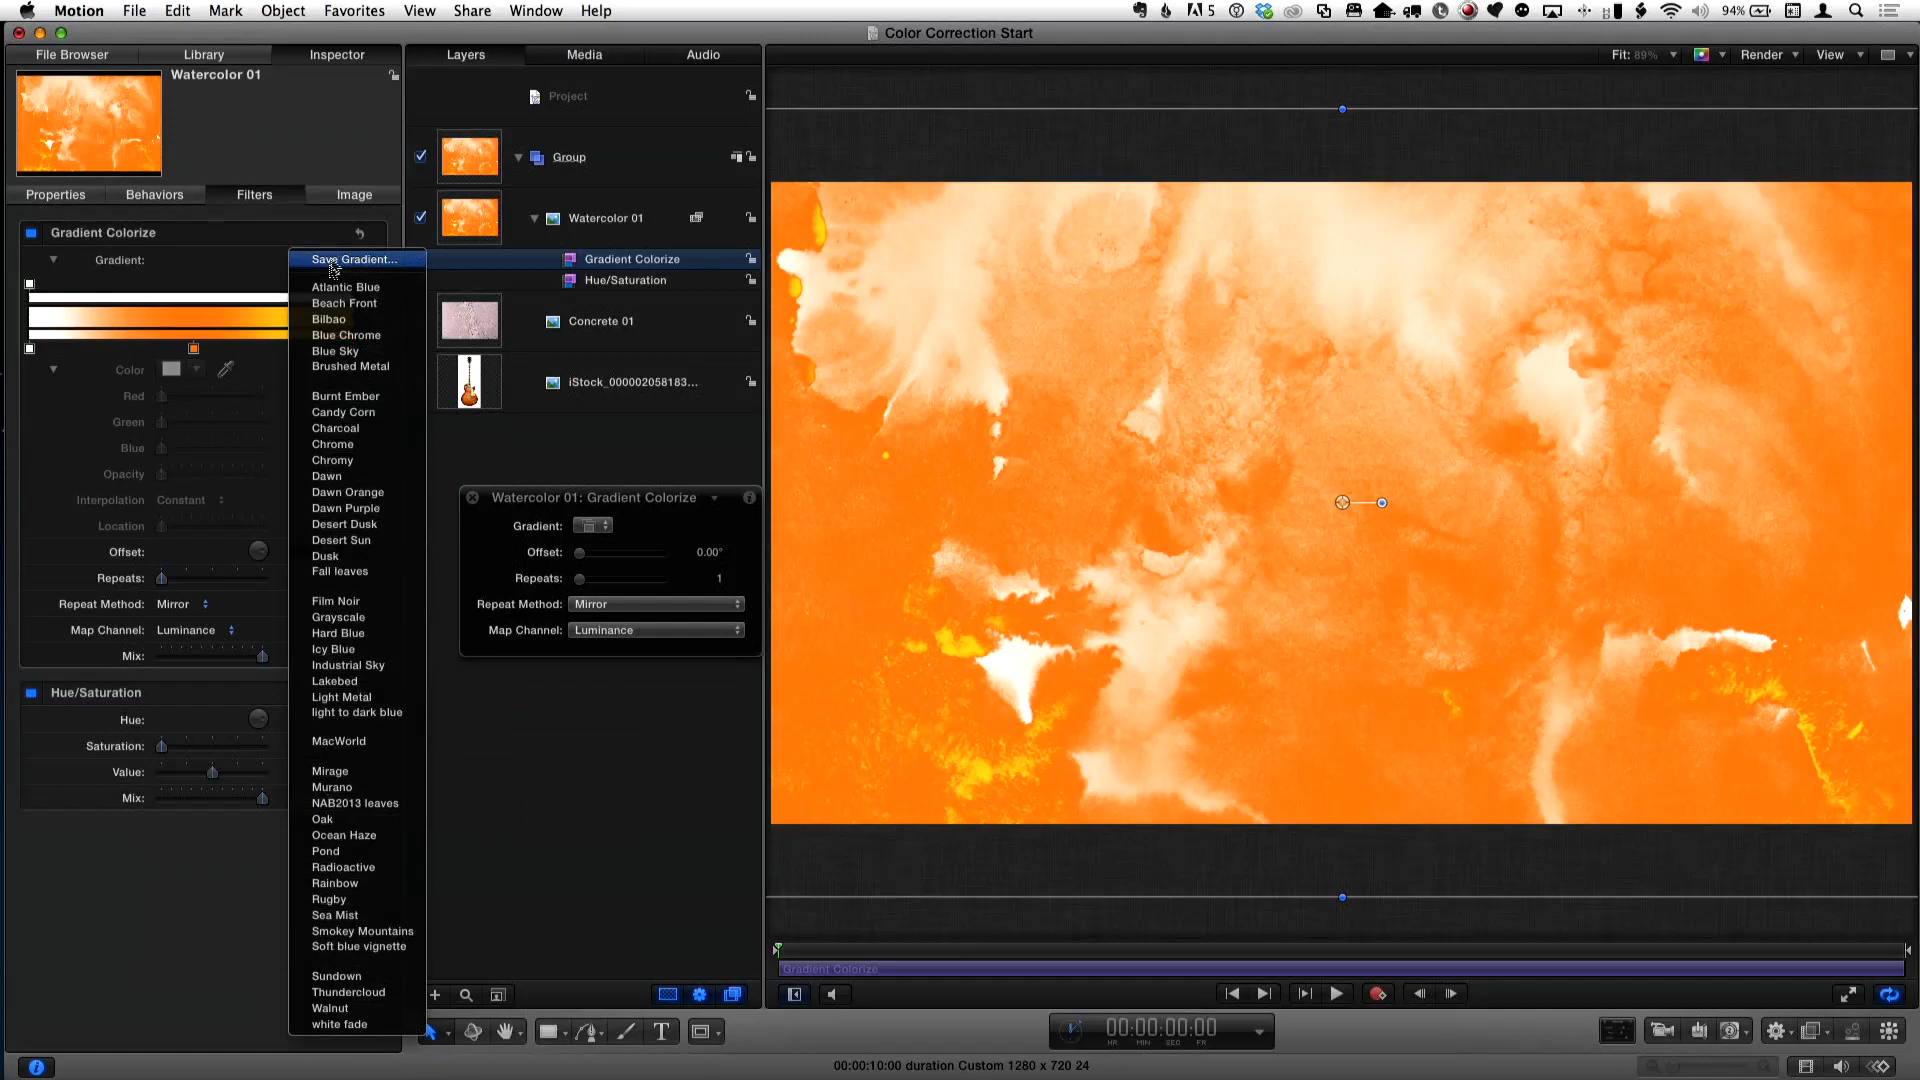 Motion File Edit Mark Object Favorites View Share Window Help
5
94%
Color Correction Start
File Browser Library Inspector
Layers Media Audio
Fit: 89% Render View
Watercolor 01
Project
Group
Properties Behaviors Filters Image
Watercolor 01
Gradient Colorize
Gradient:
Save Gradient...
Gradient Colorize
Hue/Saturation
Atlantic Blue
Beach Front
Bilbao
Blue Chrome
Blue Sky
Brushed Metal
Burnt Ember
Candy Corn
Charcoal
Chrome
Chromy
Dawn
Dawn Orange
Dawn Purple
Desert Dusk
Desert Sun
Dusk
Fall leaves
Film Noir
Grayscale
Hard Blue
Icy Blue
Industrial Sky
Lakebed
Light Metal
light to dark blue
MacWorld
Mirage
Murano
NAB2013 leaves
Oak
Ocean Haze
Pond
Radioactive
Rainbow
Rugby
Sea Mist
Smokey Mountains
Soft blue vignette
Sundown
Thundercloud
Walnut
white fade
Concrete 01
iStock_000002058183...
Color
Red
Green
Blue
Opacity
Interpolation Constant
Location
Offset:
Repeats:
Repeat Method: Mirror
Map Channel: Luminance
Mix:
Hue/Saturation
Hue:
Saturation:
Value:
Mix:
Watercolor 01: Gradient Colorize
Gradient:
Offset: 0.00°
Repeats: 1
Repeat Method: Mirror
Map Channel: Luminance
Gradient Colorize
00:00:00:00
HR MIN SEC FR
00:00:10:00 duration Custom 1280 x 720 24